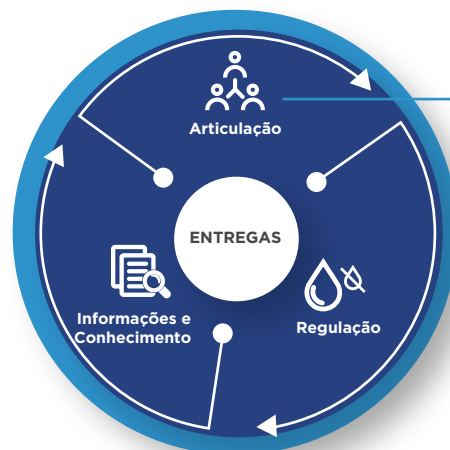 Articulação
ENTREGAS
Informações e
Conhecimento
Regulação